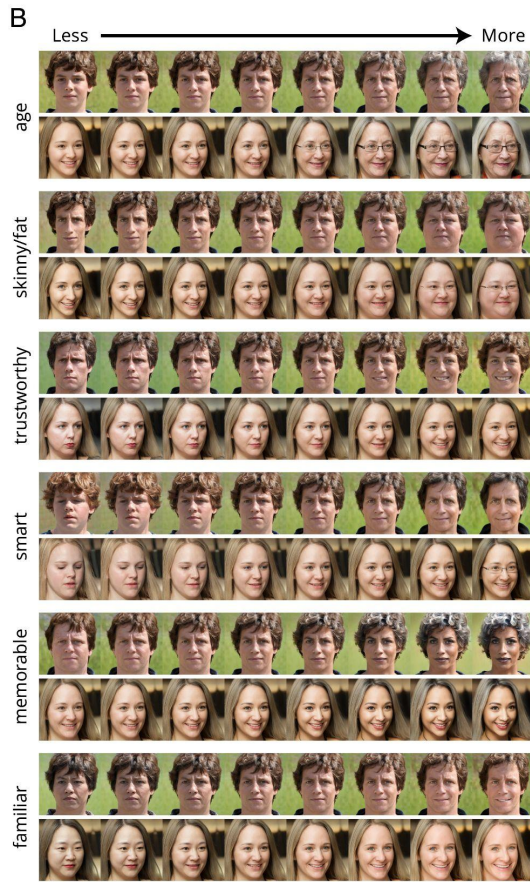 B
Less
More
age
skinny/fat
trustworthy
smart
memorable
familiar